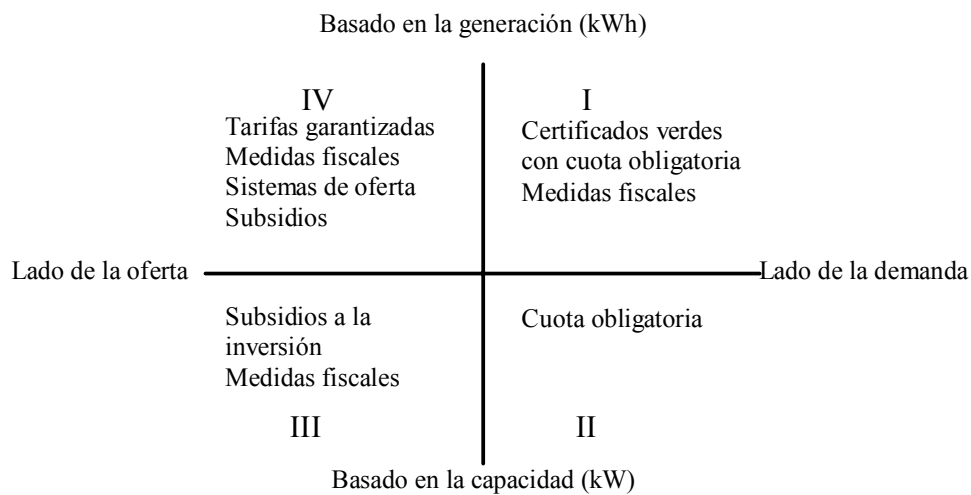 Basado en la generación (kWh)
IV
Tarifas garantizadas
Medidas fiscales
Sistemas de oferta
Subsidios
I
Certificados verdes
con cuota obligatoria
Medidas fiscales
Lado de la oferta
Lado de la demanda
Subsidios a la
inversión
Medidas fiscales
III
Cuota obligatoria
II
Basado en la capacidad (kW)